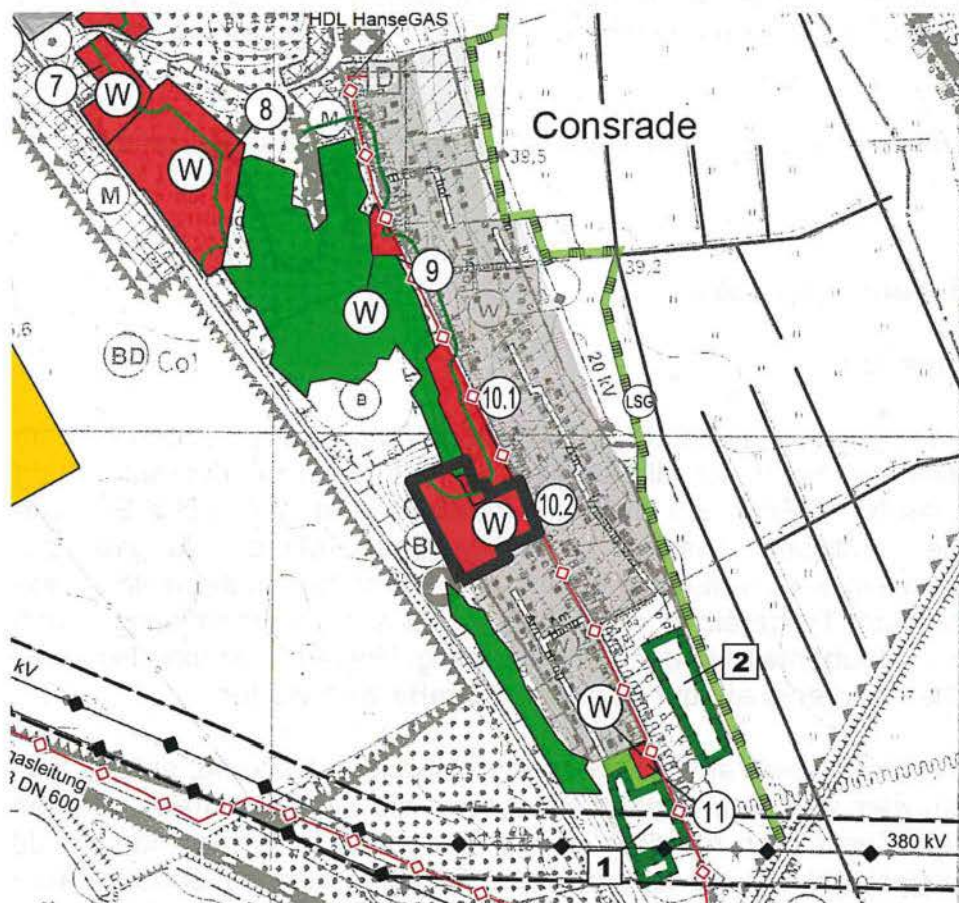 HDL HanseGAS
D
7
W
8
M
Consrade
39,5
W
M
39,2
9
W
W
BD
Co
20 kV
B
10.1
LSG
10.2
W
2
W
kV
gasleitung
DN 600
11
1
380 kV